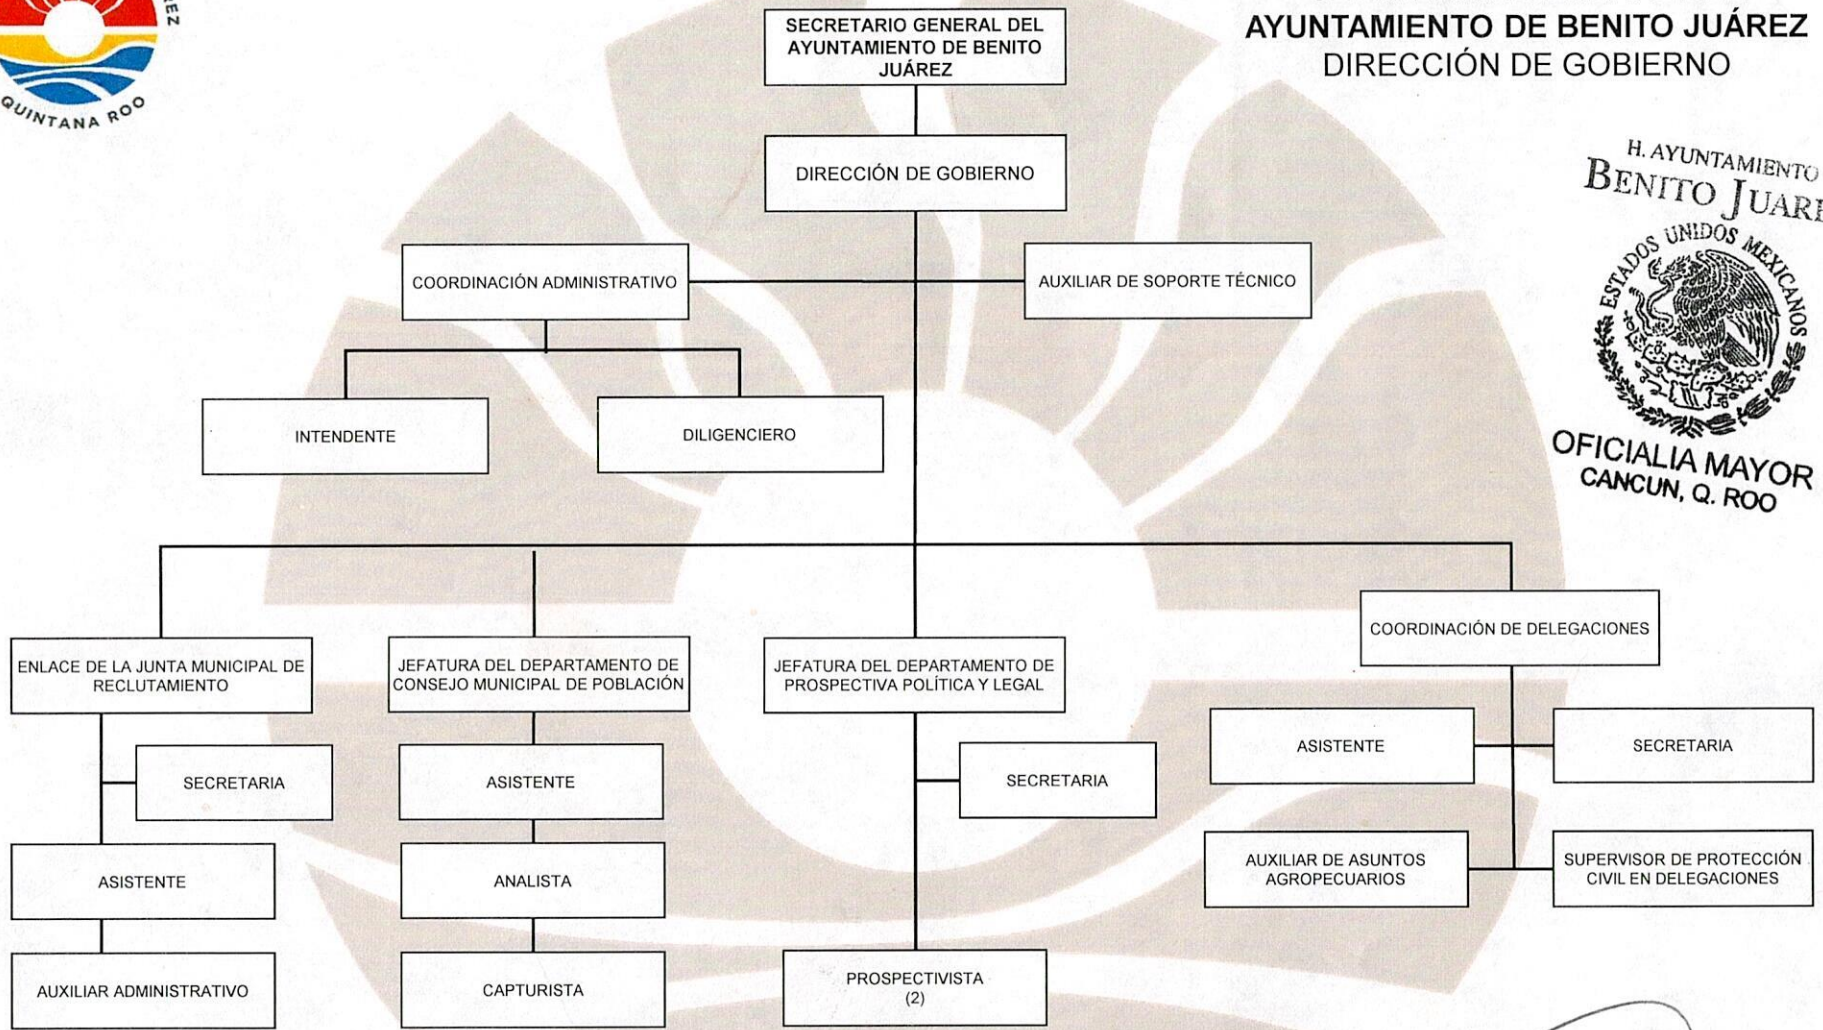 REZ
QUINTANA ROO
SECRETARIO GENERAL DEL
AYUNTAMIENTO DE BENITO
JUÁREZ
AYUNTAMIENTO DE BENITO JUÁREZ
DIRECCIÓN DE GOBIERNO
DIRECCIÓN DE GOBIERNO
H. AYUNTAMIENTO
BENITO JUARE
ESTADOS UNIDOS MEXICANOS
OFICIALIA MAYOR
CANCUN, Q. ROO
COORDINACIÓN ADMINISTRATIVO
AUXILIAR DE SOPORTE TÉCNICO
INTENDENTE
DILIGENCIERO
ENLACE DE LA JUNTA MUNICIPAL DE
RECLUTAMIENTO
JEFATURA DEL DEPARTAMENTO DE
CONSEJO MUNICIPAL DE POBLACIÓN
JEFATURA DEL DEPARTAMENTO DE
PROSPECTIVA POLÍTICA Y LEGAL
COORDINACIÓN DE DELEGACIONES
SECRETARIA
ASISTENTE
SECRETARIA
ASISTENTE
SECRETARIA
ASISTENTE
ANALISTA
AUXILIAR DE ASUNTOS
AGROPECUARIOS
SUPERVISOR DE PROTECCIÓN
CIVIL EN DELEGACIONES
AUXILIAR ADMINISTRATIVO
CAPTURISTA
PROSPECTIVISTA
(2)